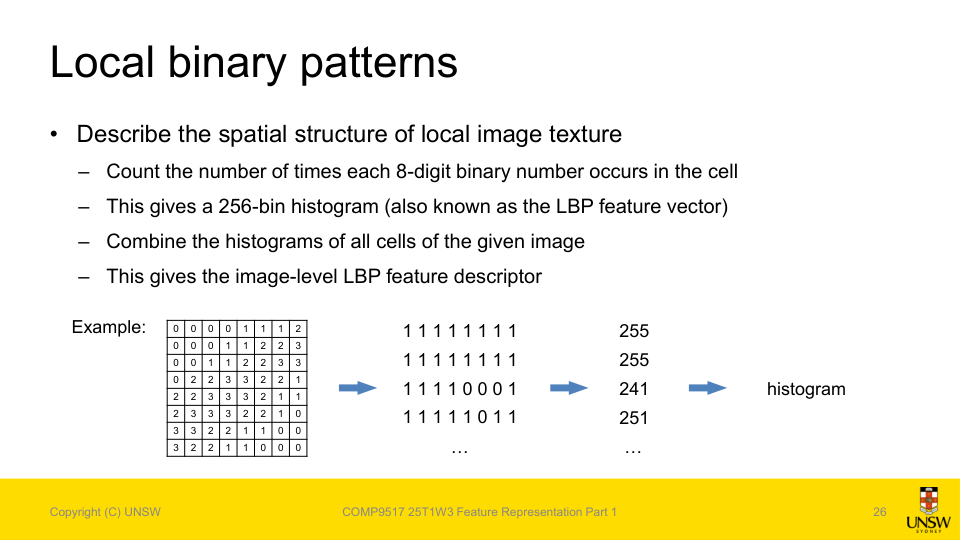 Local binary patterns
• Describe the spatial structure of local image texture
– Count the number of times each 8-digit binary number occurs in the cell
– This gives a 256-bin histogram (also known as the LBP feature vector)
– Combine the histograms of all cells of the given image
– This gives the image-level LBP feature descriptor
Example:
0 0 0 0 1 1 1 2
0 0 0 1 1 2 2 3
0 0 1 1 2 2 3 3
0 2 2 3 3 2 2 1
2 2 3 3 3 2 1 1
2 3 3 3 2 2 1 0
3 3 2 2 1 1 0 0
3 2 2 1 1 0 0 0
1 1 1 1 1 1 1 1
1 1 1 1 1 1 1 1
1 1 1 1 0 0 0 1
1 1 1 1 1 0 1 1
…
255
255
241
251
…
histogram
Copyright (C) UNSW
COMP9517 25T1W3 Feature Representation Part 1
26
UNSW
SYDNEY